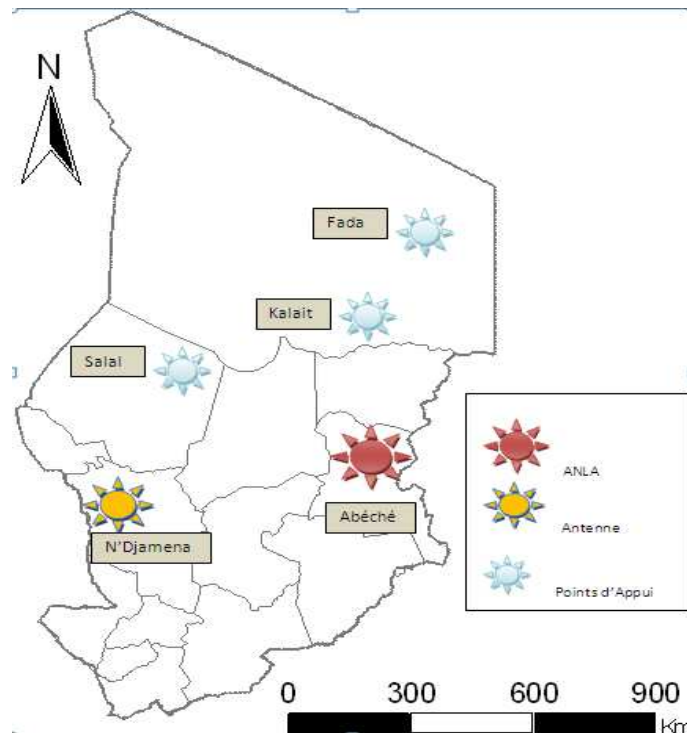 N
Fada
Kalait
Salal
Abéché
N'Djamena
ANLA
Antenne
Points d'Appui
0 300 600 900
Km